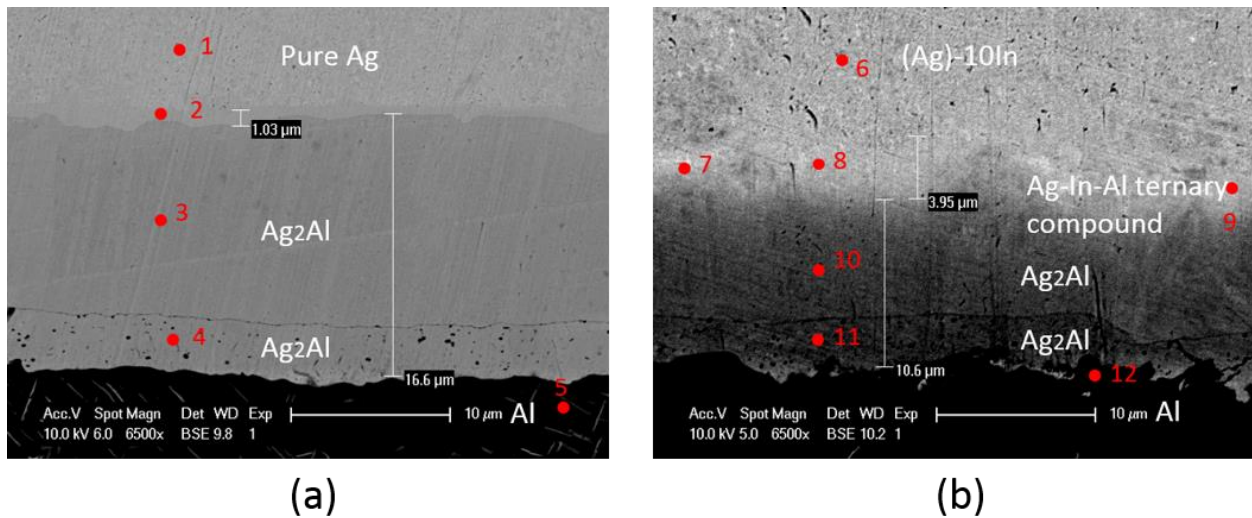 1
Pure Ag
2
1.03 µm
3
Ag2Al
4
Ag2Al
16.6 µm
5
Acc.V Spot Magn Det WD Exp
10.0 kV 6.0 6500x BSE 9.8 1
10 µm
Al
(a)
6
(Ag)-10In
7
8
Ag-In-Al ternary
compound
9
3.95 µm
10
Ag2Al
11
Ag2Al
10.6 µm
12
Acc.V Spot Magn Det WD Exp
10.0 kV 5.0 6500x BSE 10.2 1
10 µm
Al
(b)